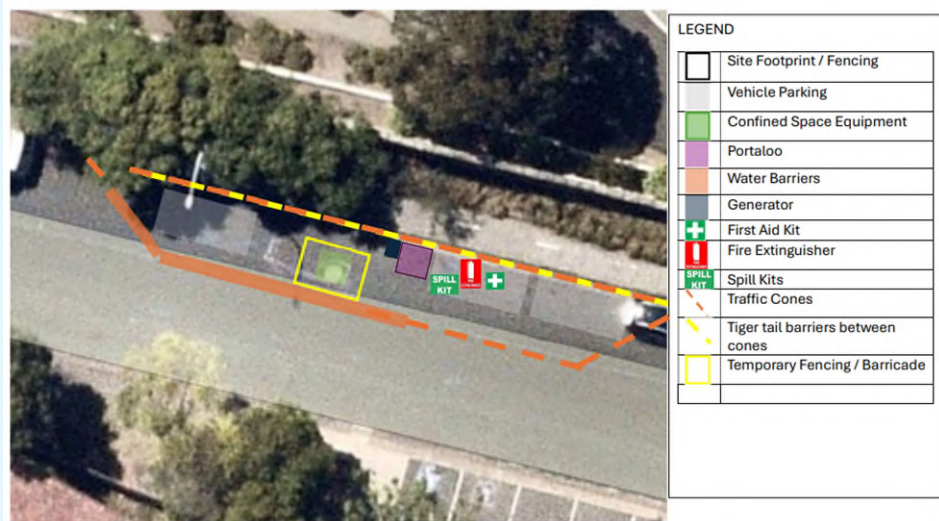 LEGEND
Site Footprint / Fencing
Vehicle Parking
Confined Space Equipment
Portaloo
Water Barriers
Generator
First Aid Kit
Fire Extinguisher
SPILL
KIT
Spill Kits
Traffic Cones
Tiger tail barriers between
cones
Temporary Fencing / Barricade
SPILL
KIT